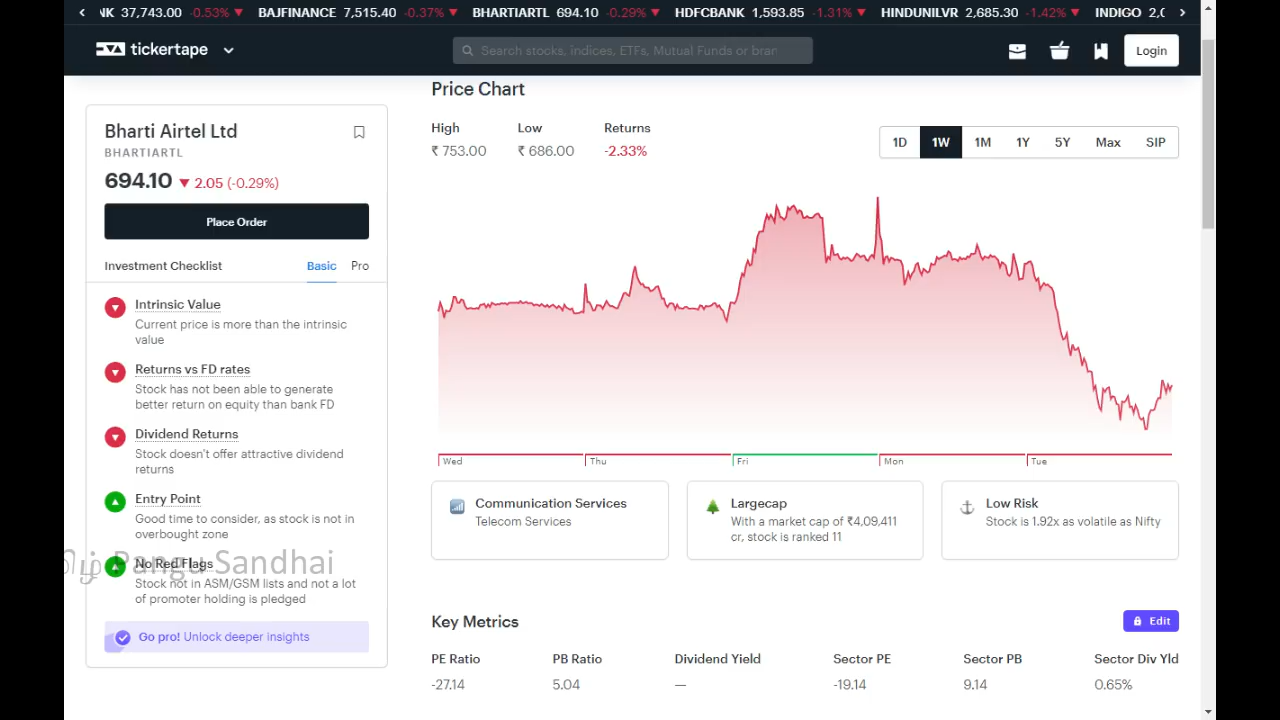 NK 37,743.00 -0.53% BAJFINANCE 7,515.40 -0.37% BHARTIARTL 694.10 -0.29% HDFCBANK 1,593.85 -1.31% HINDUNILVR 2,685.30 -1.42% INDIGO
tickertape
Search stocks, indices, ETFs, Mutual Funds or bran
Login
Bharti Airtel Ltd
BHARTIARTL
694.10 2.05 (-0.29%)
Place Order
Investment Checklist Basic Pro
Intrinsic Value
Current price is more than the intrinsic
value
Returns vs FD rates
Stock has not been able to generate
better return on equity than bank FD
Dividend Returns
Stock doesn't offer attractive dividend
returns
Entry Point
Good time to consider, as stock is not in
overbought zone
No Red Flags
Stock not in ASM/GSM lists and not a lot
of promoter holding is pledged
Pangu Sandhai
Go pro! Unlock deeper insights
Price Chart
High Low Returns
₹ 753.00 ₹ 686.00 -2.33%
1D 1W 1M 1Y 5Y Max SIP
Wed Thu Fri Mon Tue
Communication Services
Telecom Services
Largecap
With a market cap of ₹4,09,411
cr, stock is ranked 11
Low Risk
Stock is 1.92x as volatile as Nifty
Key Metrics
Edit
PE Ratio PB Ratio Dividend Yield Sector PE Sector PB Sector Div Yld
-27.14 5.04 — -19.14 9.14 0.65%